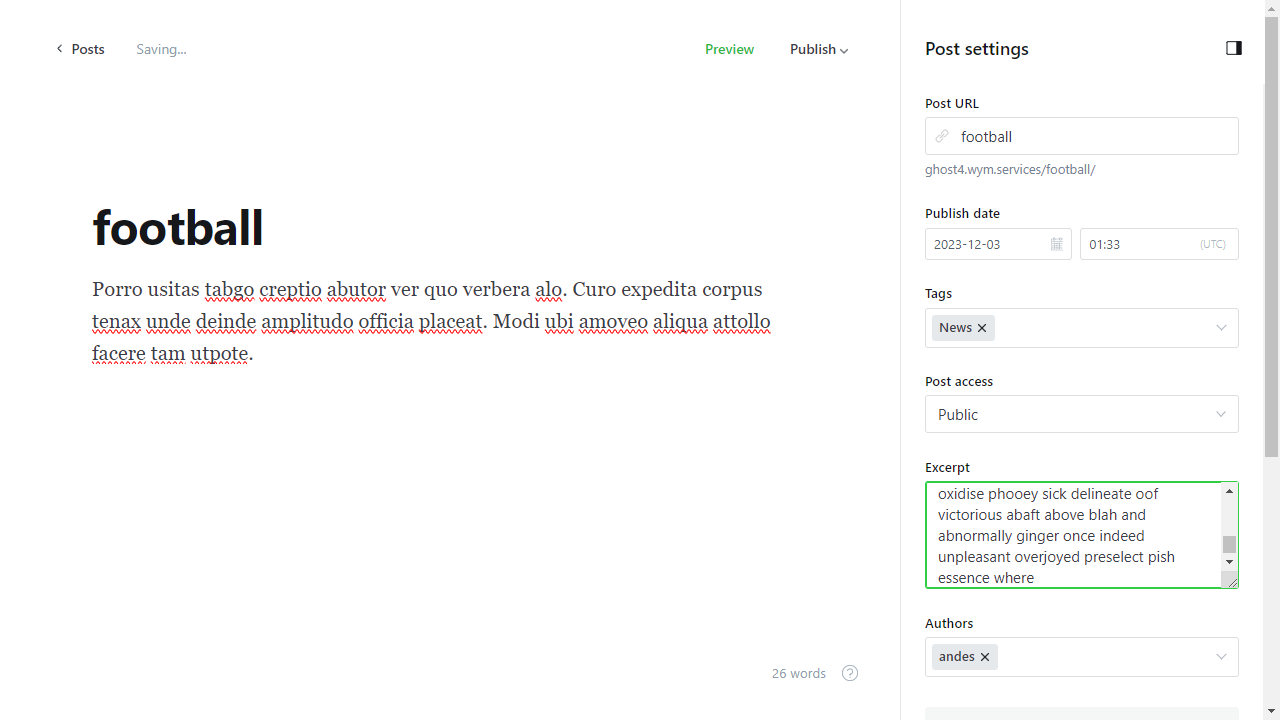 Posts
Saving...
Preview
Publish
football
Porro usitas tabgo creptio abutor ver quo verbera alo. Curo expedita corpus
tenax unde deinde amplitudo officia placeat. Modi ubi amoveo aliqua attollo
facere tam utpote.
26 words
?
Post settings
Post URL
football
ghost4.wym.services/football/
Publish date
2023-12-03
01:33
(UTC)
Tags
News
Post access
Public
Excerpt
oxidise phooey sick delineate oof
victorious abaft above blah and
abnormally ginger once indeed
unpleasant overjoyed preselect pish
essence where
Authors
andes